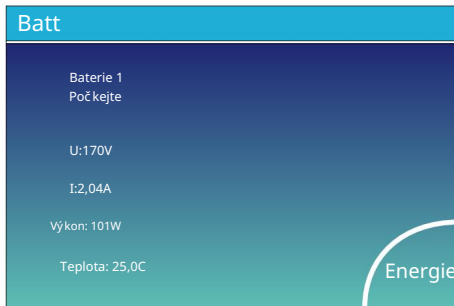 Batt
Baterie 1
Počkejte
U:170V
I:2,04A
Výkon: 101W
Teplota: 25,0C
Energie